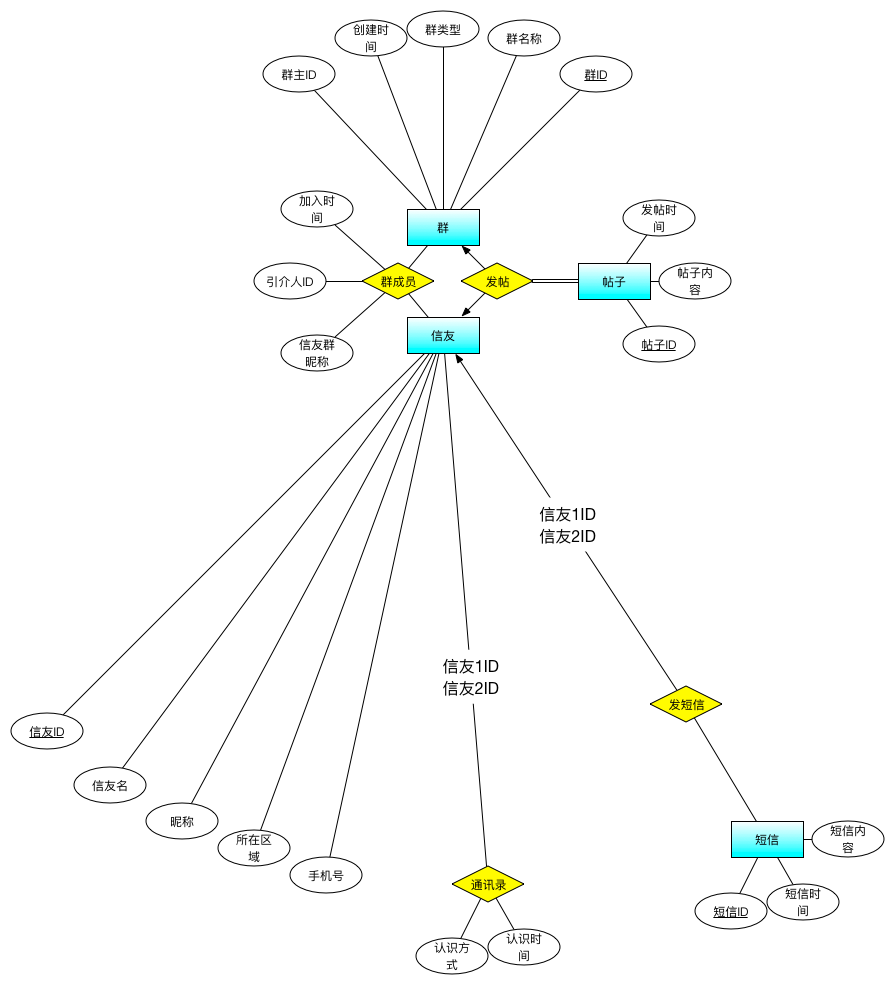 创建时
间
群类型
群名称
群主ID
群ID
加入时
间
发帖时
间
群
引介人ID
群成员
发帖
帖子
帖子内
容
信友群
昵称
信友
帖子ID
信友1ID
信友2ID
信友1ID
信友2ID
发短信
信友ID
信友名
昵称
所在区
域
手机号
通讯录
短信
短信内
容
短信ID
短信时
间
认识方
式
认识时
间